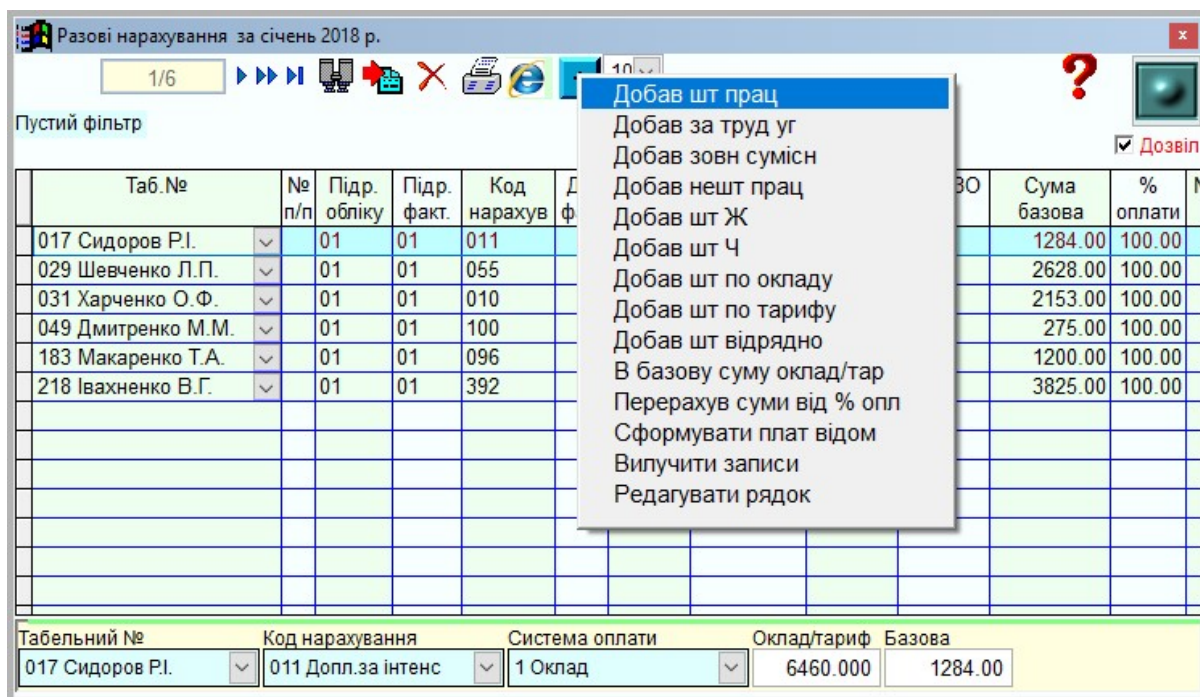 Разові нарахування за січень 2018 р.
1/6
10
Пустий фільтр
Дозвіл
Добав шт прац
Добав за труд уг
Добав зовн сумісн
Добав нешт прац
Добав шт Ж
Добав шт Ч
Добав шт по окладу
Добав шт по тарифу
Добав шт відрядно
В базову суму оклад/тар
Перерахув суми від % опл
Сформувати плат відом
Вилучити записи
Редагувати рядок
Таб.№ № п/п Підр. обліку Підр. факт. Код нарахув Сума базова % оплати
017 Сидоров Р.І. 01 01 011 1284.00 100.00
029 Шевченко Л.П. 01 01 055 2628.00 100.00
031 Харченко О.Ф. 01 01 010 2153.00 100.00
049 Дмитренко М.М. 01 01 100 275.00 100.00
183 Макаренко Т.А. 01 01 096 1200.00 100.00
218 Івахненко В.Г. 01 01 392 3825.00 100.00
Табельний № Код нарахування Система оплати Оклад/тариф Базова
017 Сидоров Р.І. 011 Допл.за інтенс 1 Оклад 6460.000 1284.00